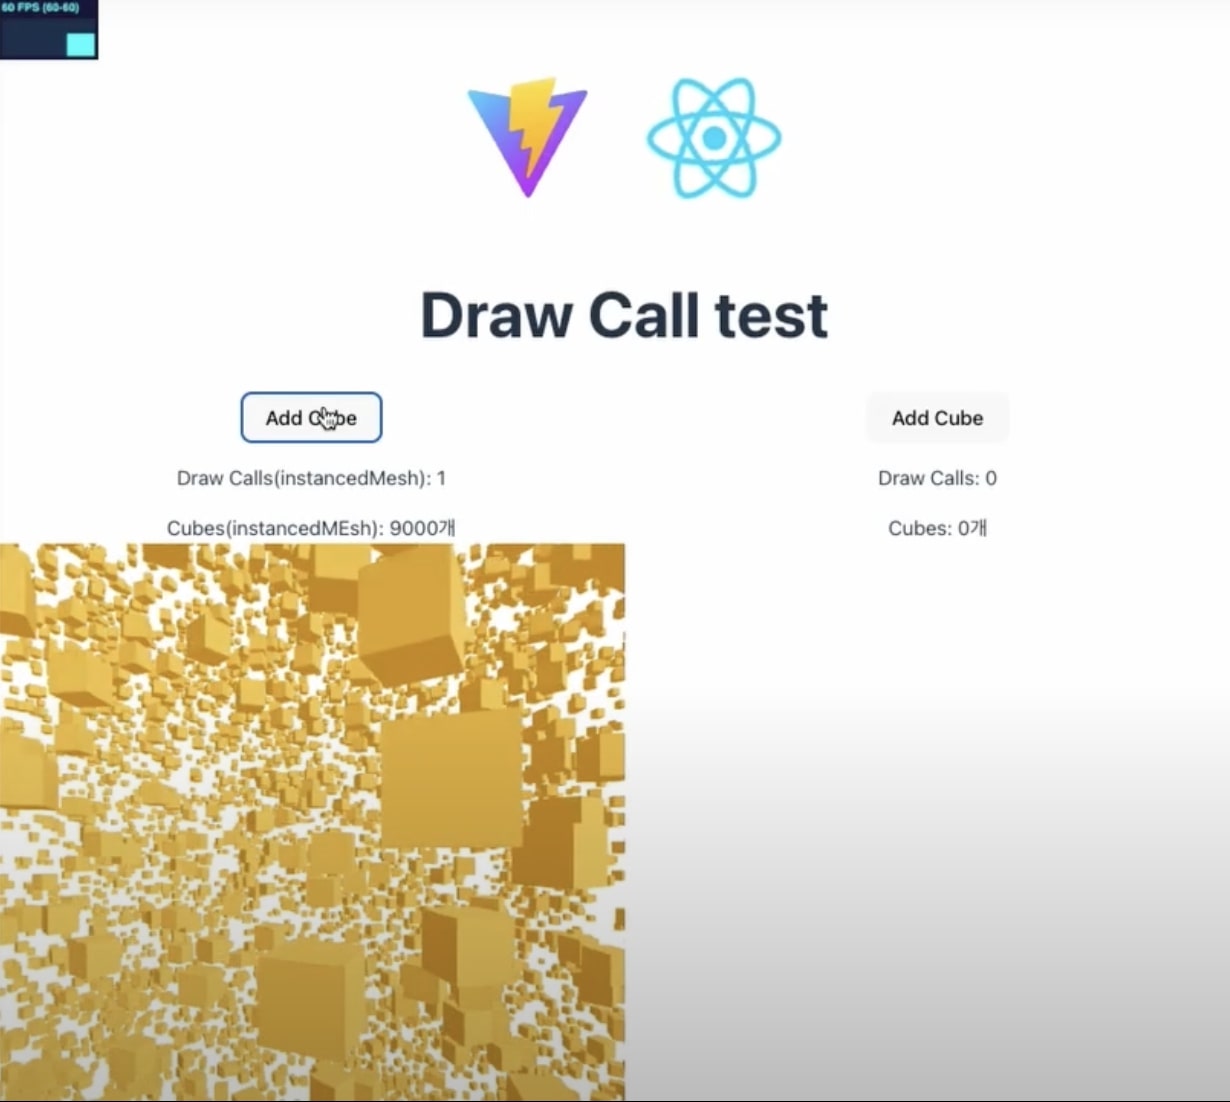 60 FPS (60-60)
Draw Call test
Add Cube
Draw Calls(instancedMesh): 1
Cubes(instancedMEsh): 9000개
Add Cube
Draw Calls: 0
Cubes: 0개